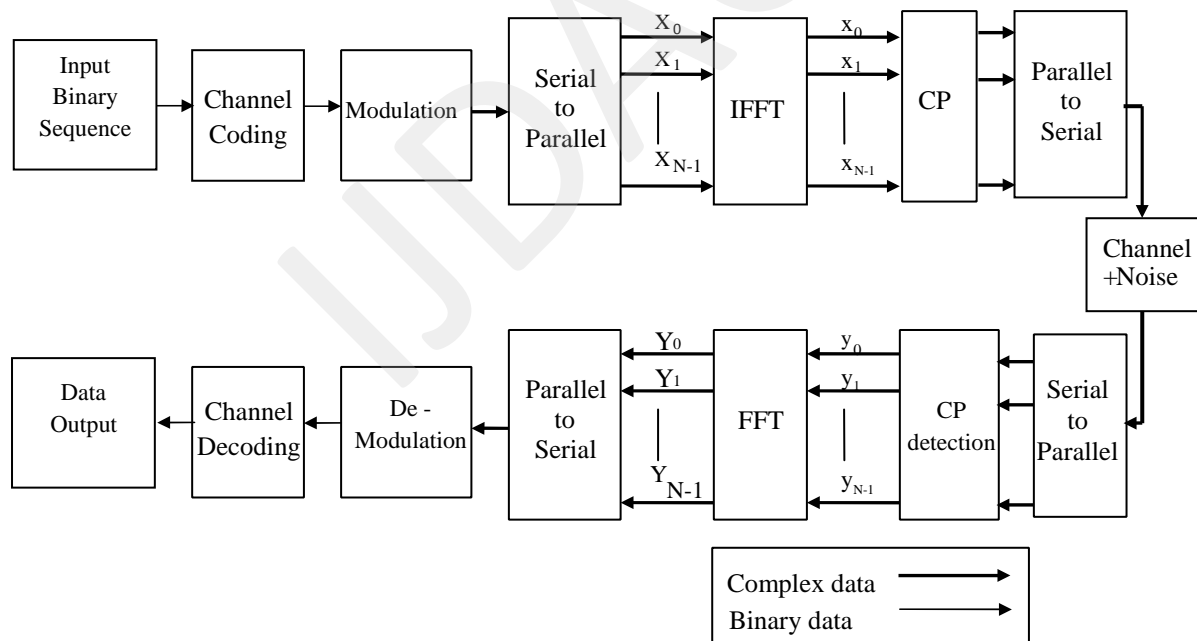 Input
Binary
Sequence
Channel
Coding
Modulation
Serial
to
Parallel
X0
X1
XN-1
IFFT
x0
x1
xN-1
CP
Parallel
to
Serial
Channel
+Noise
Data
Output
Channel
Decoding
De -
Modulation
Parallel
to
Serial
Y0
Y1
YN-1
FFT
y0
y1
yN-1
CP
detection
Serial
to
Parallel
Complex data
Binary data